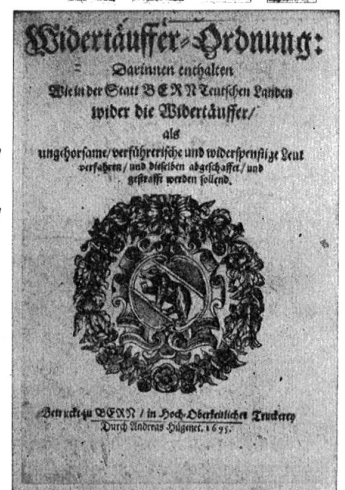 Widertäuffer-Ordnung:
Darinnen enthalten
Wie in der Statt BERN Teutschen Landen
wider die Widertäuffer/
als
ungehorsame/verführerische und widerspenstige Leut
verfahren/und dieselben abgeschaffet/und
gestrafft werden sollend.
Getruckt zu BERN/in Hoch-Oberkeitlicher Truckerey
Durch Andreas Hügenet. 1695.